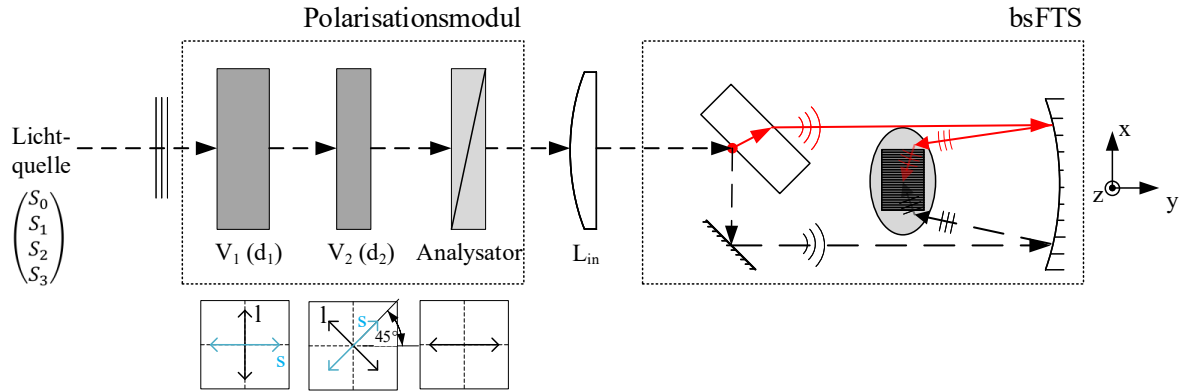 Polarisationsmodul
bsFTS
Licht-
quelle
S₀
S₁
S₂
S₃
V₁ (d₁)
V₂ (d₂)
Analysator
Lᵢₙ
x
z
y
l
s
l
s
45°